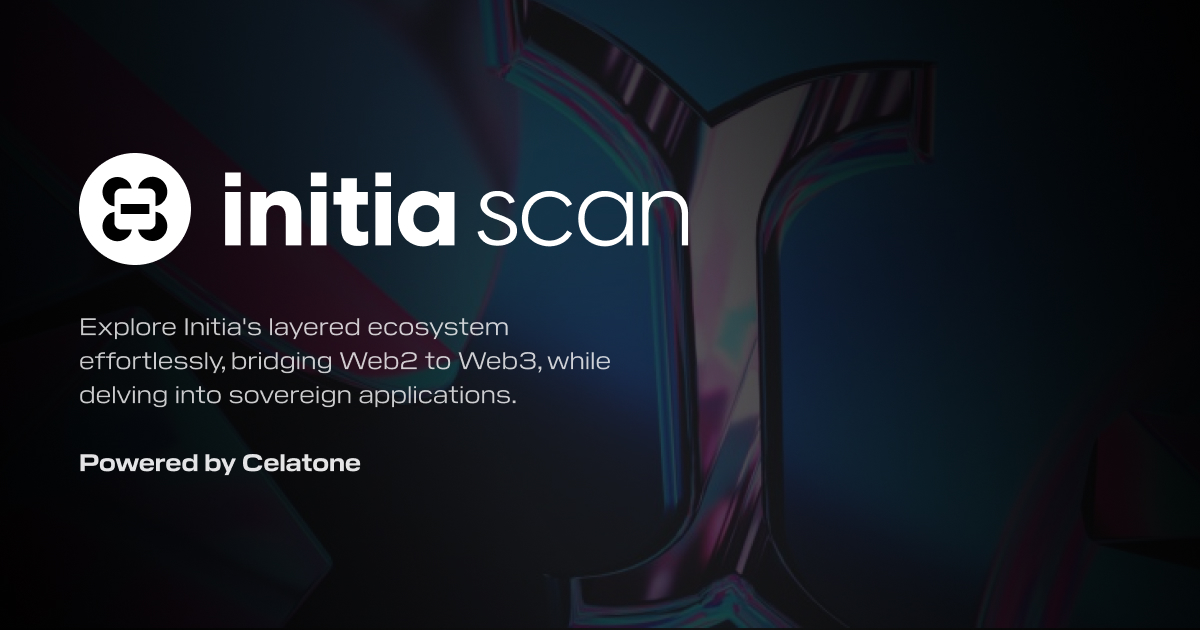 initia scan
Explore Initia's layered ecosystem
effortlessly, bridging Web2 to Web3, while
delving into sovereign applications.
Powered by Celatone